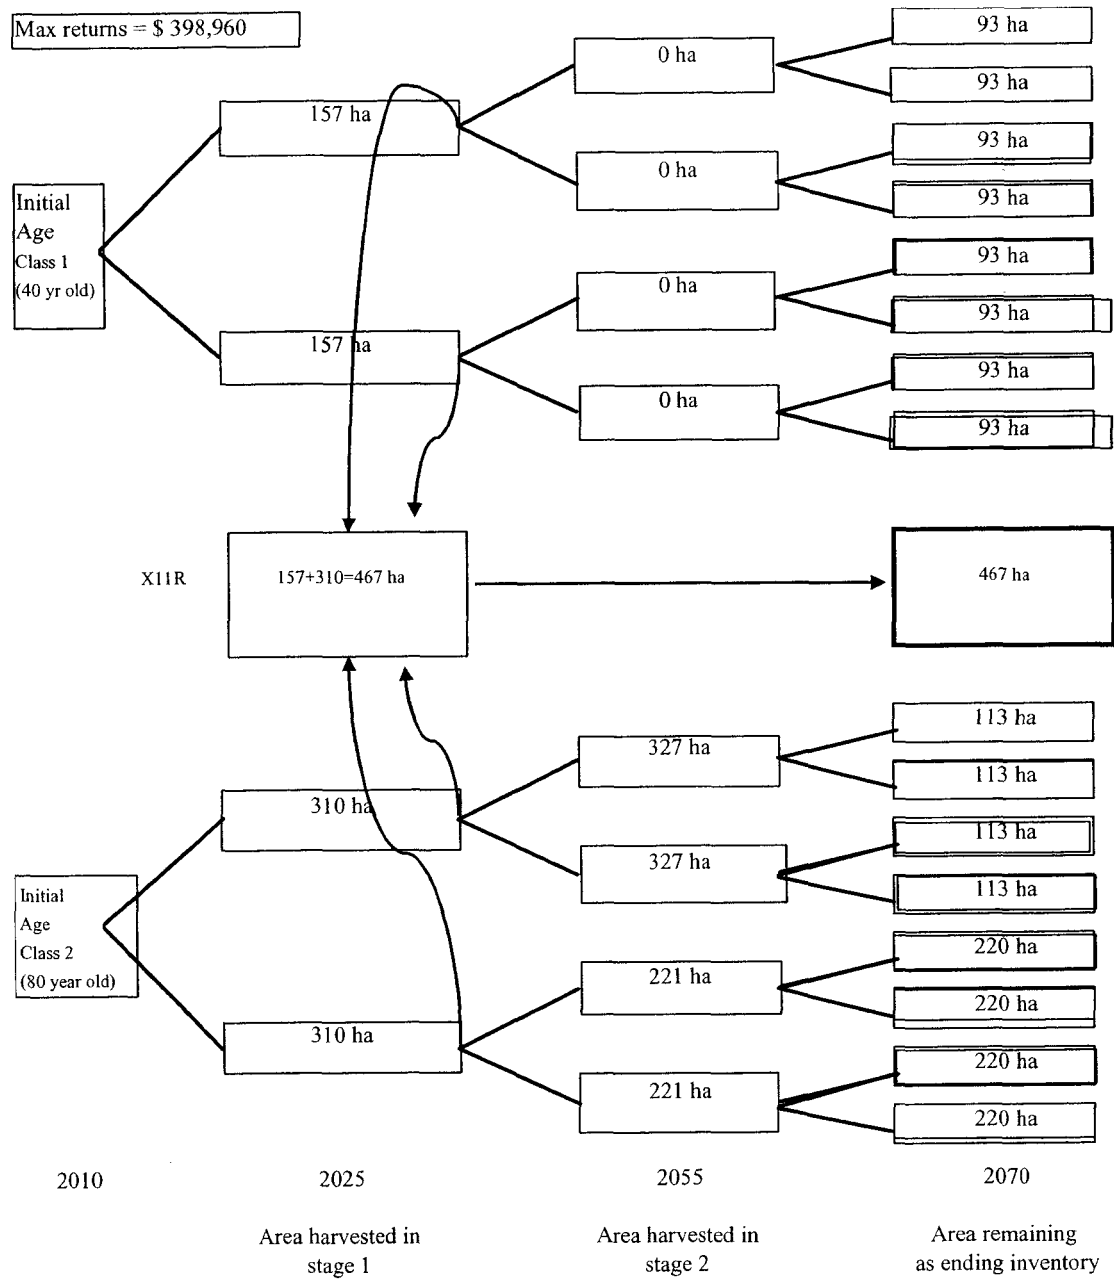 Max returns = $ 398,960
93 ha
0 ha
93 ha
157 ha
93 ha
0 ha
93 ha
Initial
Age
Class 1
(40 yr old)
93 ha
0 ha
93 ha
157 ha
93 ha
0 ha
93 ha
X11R
157+310=467 ha
467 ha
113 ha
327 ha
113 ha
310 ha
113 ha
327 ha
113 ha
Initial
Age
Class 2
(80 year old)
220 ha
221 ha
220 ha
310 ha
220 ha
221 ha
220 ha
2010
2025
2055
2070
Area harvested in
stage 1
Area harvested in
stage 2
Area remaining
as ending inventory